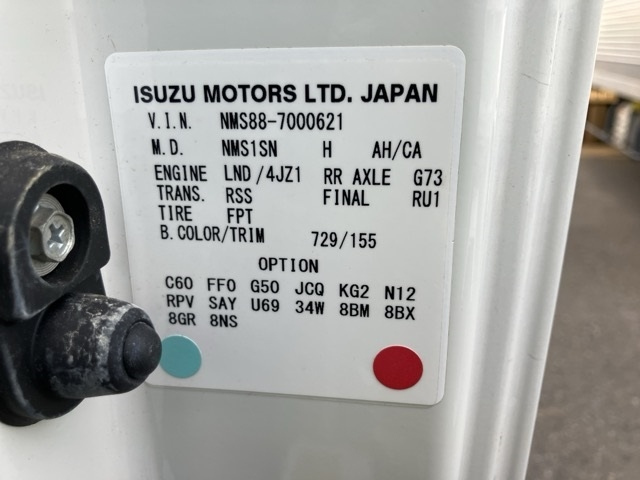 ISUZU MOTORS LTD. JAPAN
V.I.N. NMS88-7000621
M.D. NMS1SN H AH/CA
ENGINE LND/4JZ1 RR AXLE G73
TRANS. RSS FINAL RU1
TIRE FPT
B.COLOR/TRIM 729/155
OPTION
C60 FF0 G50 JCQ KG2 N12
RPV SAY U69 34W 8BM 8BX
8GR 8NS